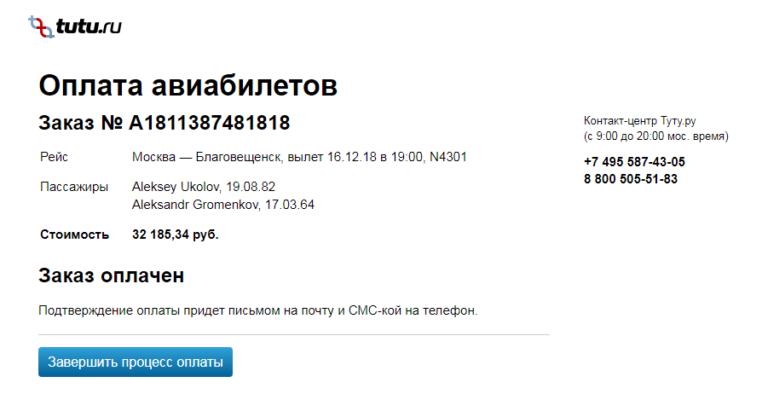 tutu.ru
Оплата авиабилетов
Заказ № A1811387481818
Рейс Москва — Благовещенск, вылет 16.12.18 в 19:00, N4301
Пассажиры Aleksey Ukolov, 19.08.82
Aleksandr Gromenkov, 17.03.64
Стоимость 32 185,34 руб.
Заказ оплачен
Подтверждение оплаты придет письмом на почту и СМС-кой на телефон.
Завершить процесс оплаты
Контакт-центр Туту.ру
(с 9:00 до 20:00 мос. время)
+7 495 587-43-05
8 800 505-51-83